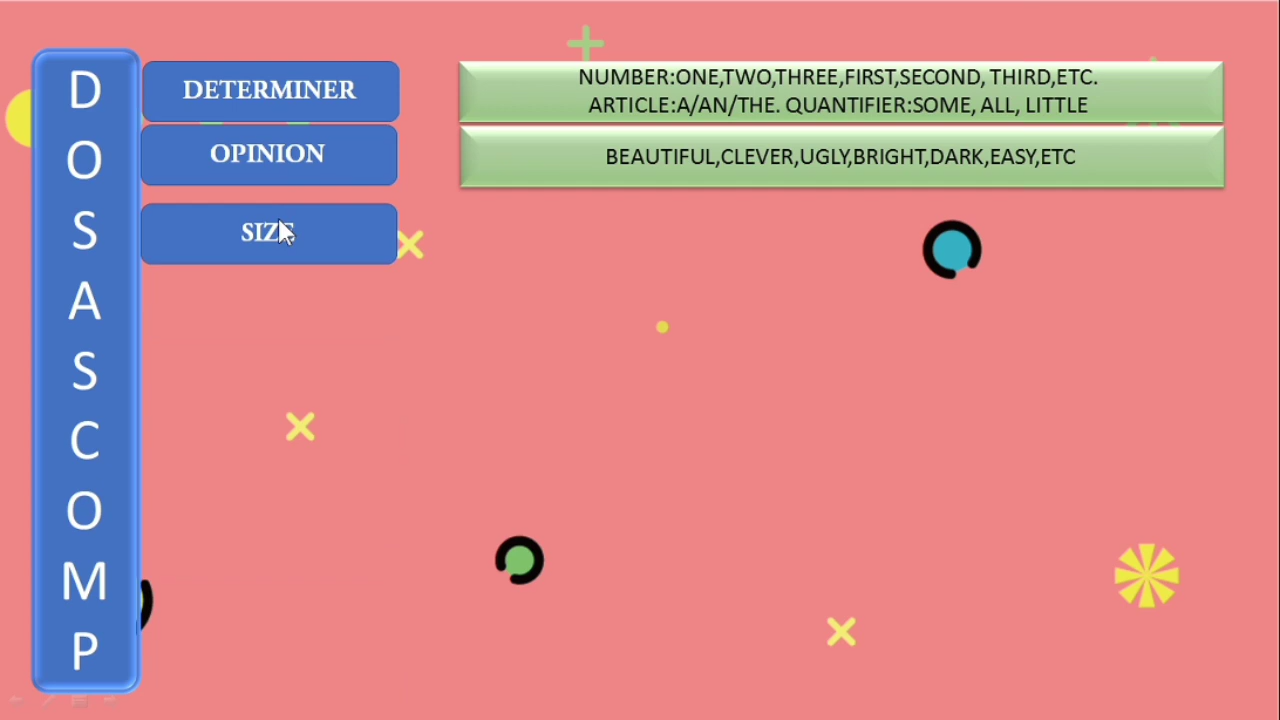 D
O
S
A
S
C
O
M
P
DETERMINER
NUMBER:ONE,TWO,THREE,FIRST,SECOND, THIRD,ETC.
ARTICLE:A/AN/THE. QUANTIFIER:SOME, ALL, LITTLE
OPINION
BEAUTIFUL,CLEVER,UGLY,BRIGHT,DARK,EASY,ETC
SIZE